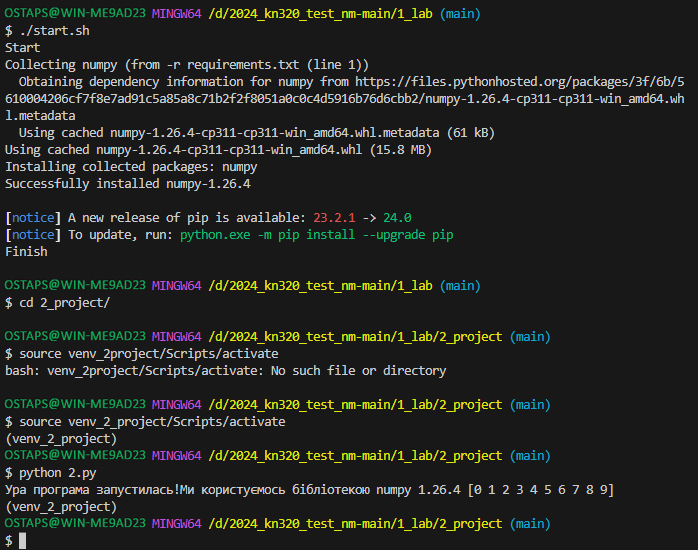 OSTAPS@WIN-ME9AD23 MINGW64 /d/2024_kn320_test_nm-main/1_lab (main)
$ ./start.sh
Start
Collecting numpy (from -r requirements.txt (line 1))
  Obtaining dependency information for numpy from https://files.pythonhosted.org/packages/3f/6b/5
610004206cf7f8e7ad91c5a85a8c71b2f2f8051a0c0c4d5916b76d6cbb2/numpy-1.26.4-cp311-cp311-win_amd64.wh
l.metadata
  Using cached numpy-1.26.4-cp311-cp311-win_amd64.whl.metadata (61 kB)
Using cached numpy-1.26.4-cp311-cp311-win_amd64.whl (15.8 MB)
Installing collected packages: numpy
Successfully installed numpy-1.26.4

[notice] A new release of pip is available: 23.2.1 -> 24.0
[notice] To update, run: python.exe -m pip install --upgrade pip
Finish

OSTAPS@WIN-ME9AD23 MINGW64 /d/2024_kn320_test_nm-main/1_lab (main)
$ cd 2_project/

OSTAPS@WIN-ME9AD23 MINGW64 /d/2024_kn320_test_nm-main/1_lab/2_project (main)
$ source venv_2project/Scripts/activate
bash: venv_2project/Scripts/activate: No such file or directory

OSTAPS@WIN-ME9AD23 MINGW64 /d/2024_kn320_test_nm-main/1_lab/2_project (main)
$ source venv_2_project/Scripts/activate
(venv_2_project)
OSTAPS@WIN-ME9AD23 MINGW64 /d/2024_kn320_test_nm-main/1_lab/2_project (main)
$ python 2.py
Ура програма запустилась!Ми користуємось бібліотекою numpy 1.26.4 [0 1 2 3 4 5 6 7 8 9]
(venv_2_project)
OSTAPS@WIN-ME9AD23 MINGW64 /d/2024_kn320_test_nm-main/1_lab/2_project (main)
$